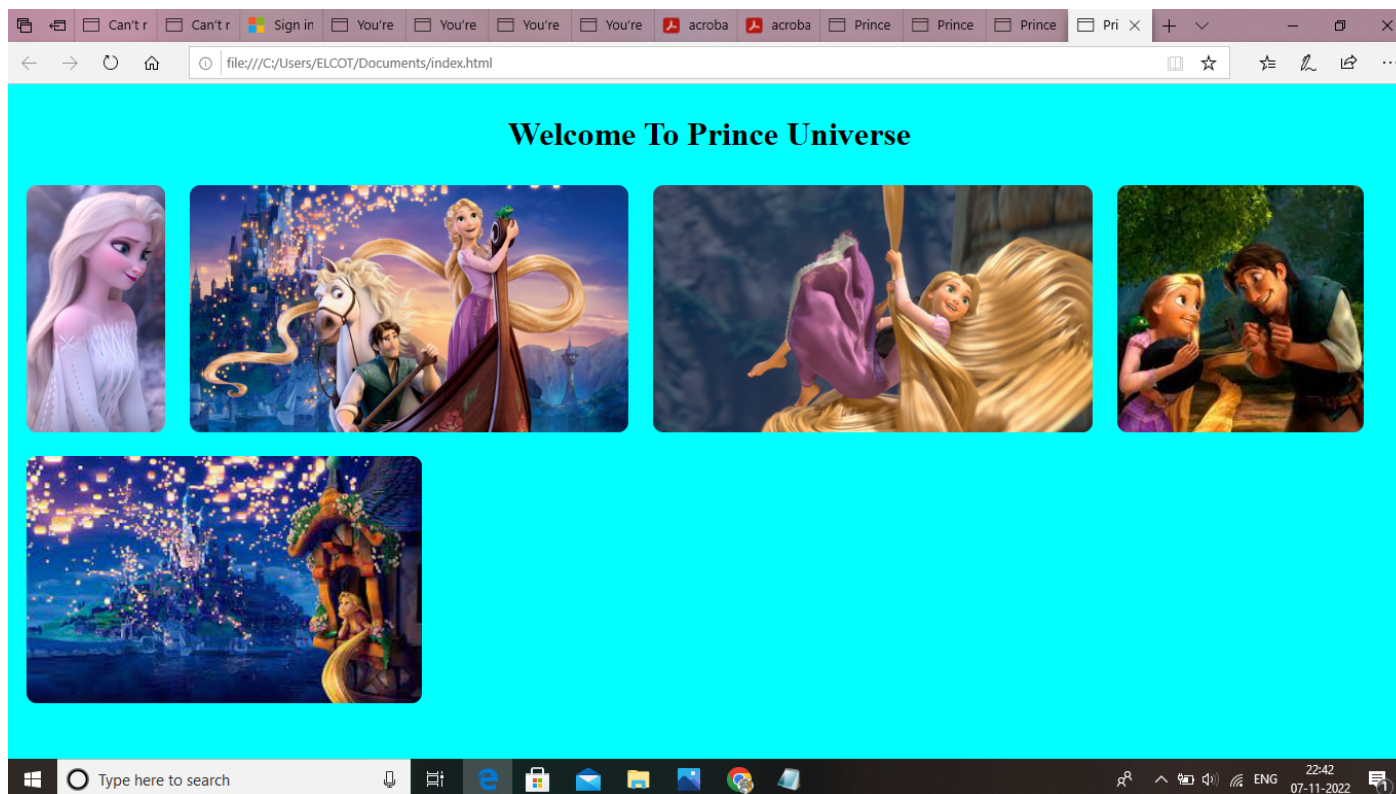 Can't r Can't r Sign in You're You're You're You're acroba acroba Prince Prince Prince Pri
file:///C:/Users/ELCOT/Documents/index.html
Welcome To Prince Universe
Type here to search
ENG
22:42
07-11-2022
1